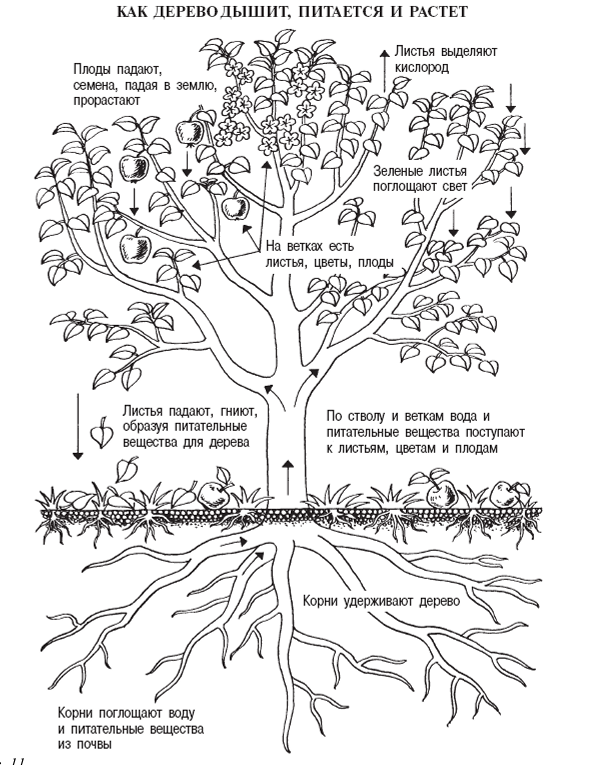 КАК ДЕРЕВО ДЫШИТ, ПИТАЕТСЯ И РАСТЕТ
Плоды падают,
семена, падая в землю,
прорастают
Листья выделяют
кислород
Зеленые листья
поглощают свет
На ветках есть
листья, цветы, плоды
Листья падают, гниют,
образуя питательные
вещества для дерева
По стволу и веткам вода и
питательные вещества поступают
к листьям, цветам и плодам
Корни удерживают дерево
Корни поглощают воду
и питательные вещества
из почвы
11